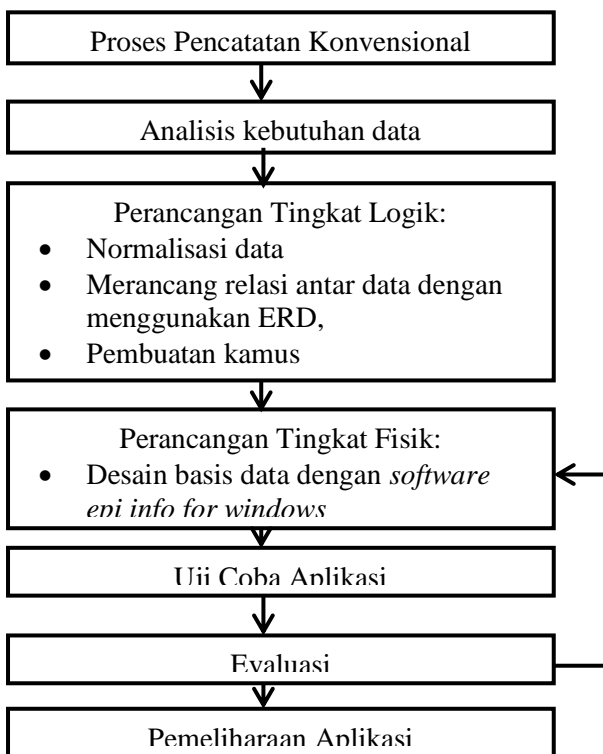 Proses Pencatatan Konvensional
Analisis kebutuhan data
Perancangan Tingkat Logik:
• Normalisasi data
• Merancang relasi antar data dengan
menggunakan ERD,
• Pembuatan kamus
Perancangan Tingkat Fisik:
• Desain basis data dengan software
epi info for windows
Uji Coba Aplikasi
Evaluasi
Pemeliharaan Aplikasi